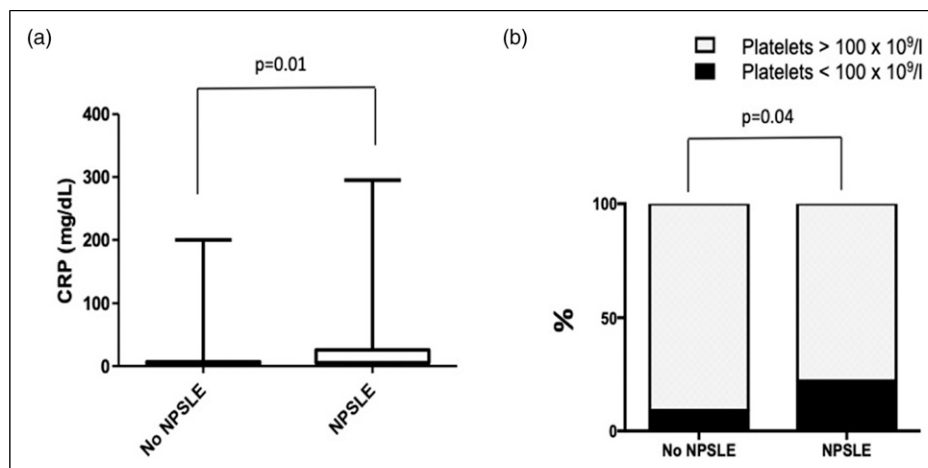 (a)
p=0.01
400
300
200
100
0
CRP (mg/dL)
No NPSLE
NPSLE
(b)
Platelets > 100 x 10⁹/l
Platelets < 100 x 10⁹/l
p=0.04
100
50
0
%
No NPSLE
NPSLE